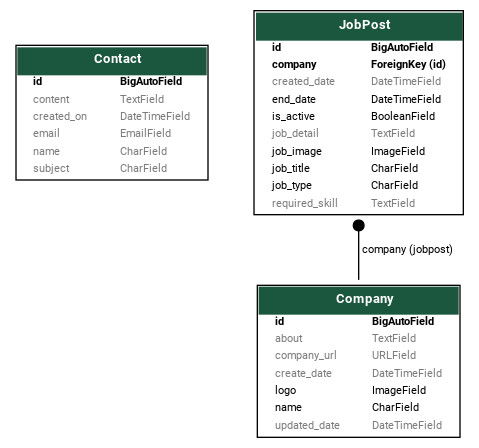 Contact
id BigAutoField
content TextField
created_on DateTimeField
email EmailField
name CharField
subject CharField
JobPost
id BigAutoField
company ForeignKey (id)
created_date DateTimeField
end_date DateTimeField
is_active BooleanField
job_detail TextField
job_image ImageField
job_title CharField
job_type CharField
required_skill TextField
company (jobpost)
Company
id BigAutoField
about TextField
company_url URLField
create_date DateTimeField
logo ImageField
name CharField
updated_date DateTimeField